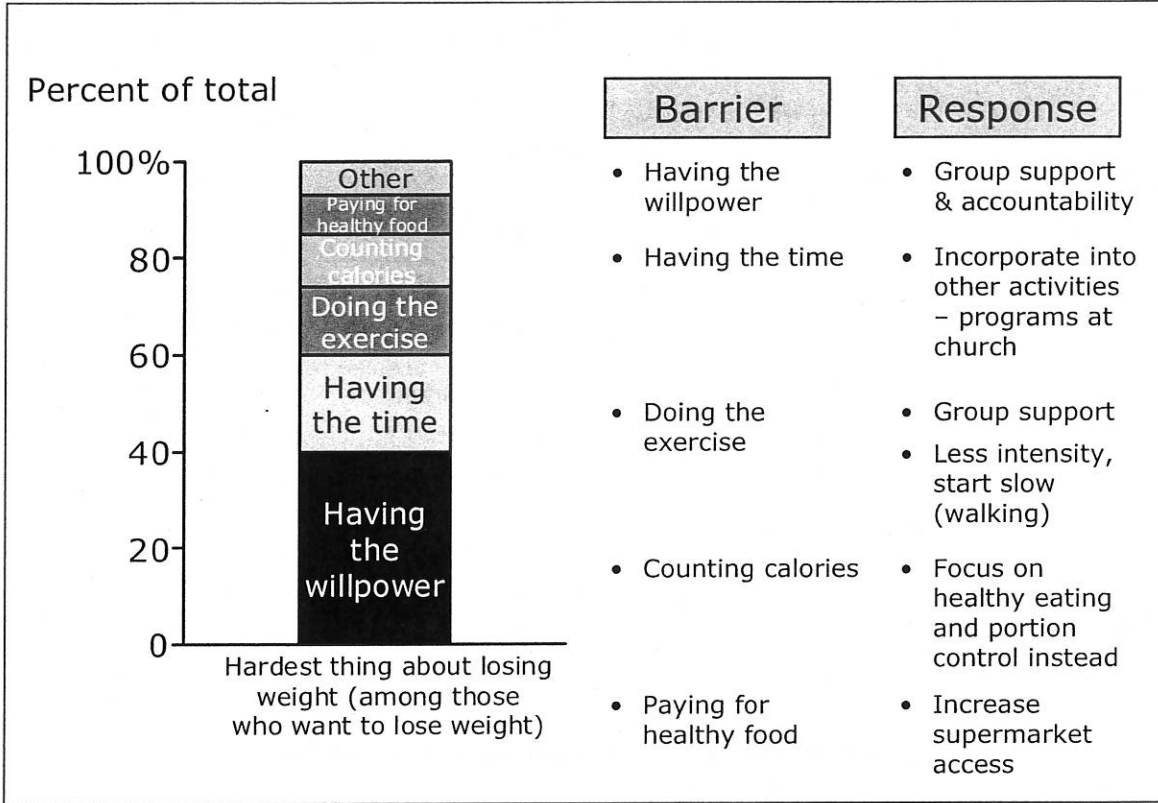 Percent of total
100%
80
60
40
20
0
Other
Paying for
healthy food
Counting
calories
Doing the
exercise
Having
the time
Having
the
willpower
Hardest thing about losing
weight (among those
who want to lose weight)
Barrier
• Having the
willpower
• Having the time
• Doing the
exercise
• Counting calories
• Paying for
healthy food
Response
• Group support
& accountability
• Incorporate into
other activities
– programs at
church
• Group support
• Less intensity,
start slow
(walking)
• Focus on
healthy eating
and portion
control instead
• Increase
supermarket
access